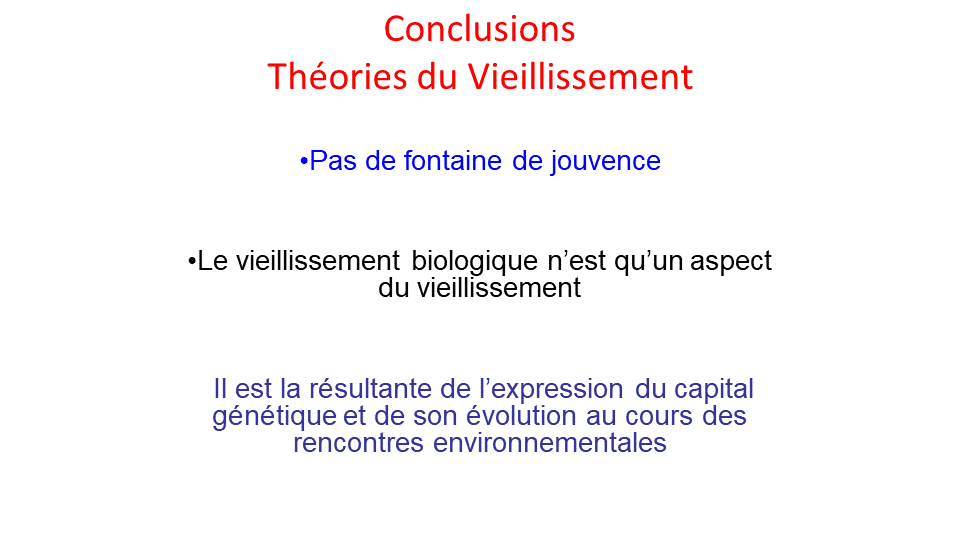 Conclusions
Théories du Vieillissement
•Pas de fontaine de jouvence
•Le vieillissement biologique n’est qu’un aspect
du vieillissement
Il est la résultante de l’expression du capital
génétique et de son évolution au cours des
rencontres environnementales